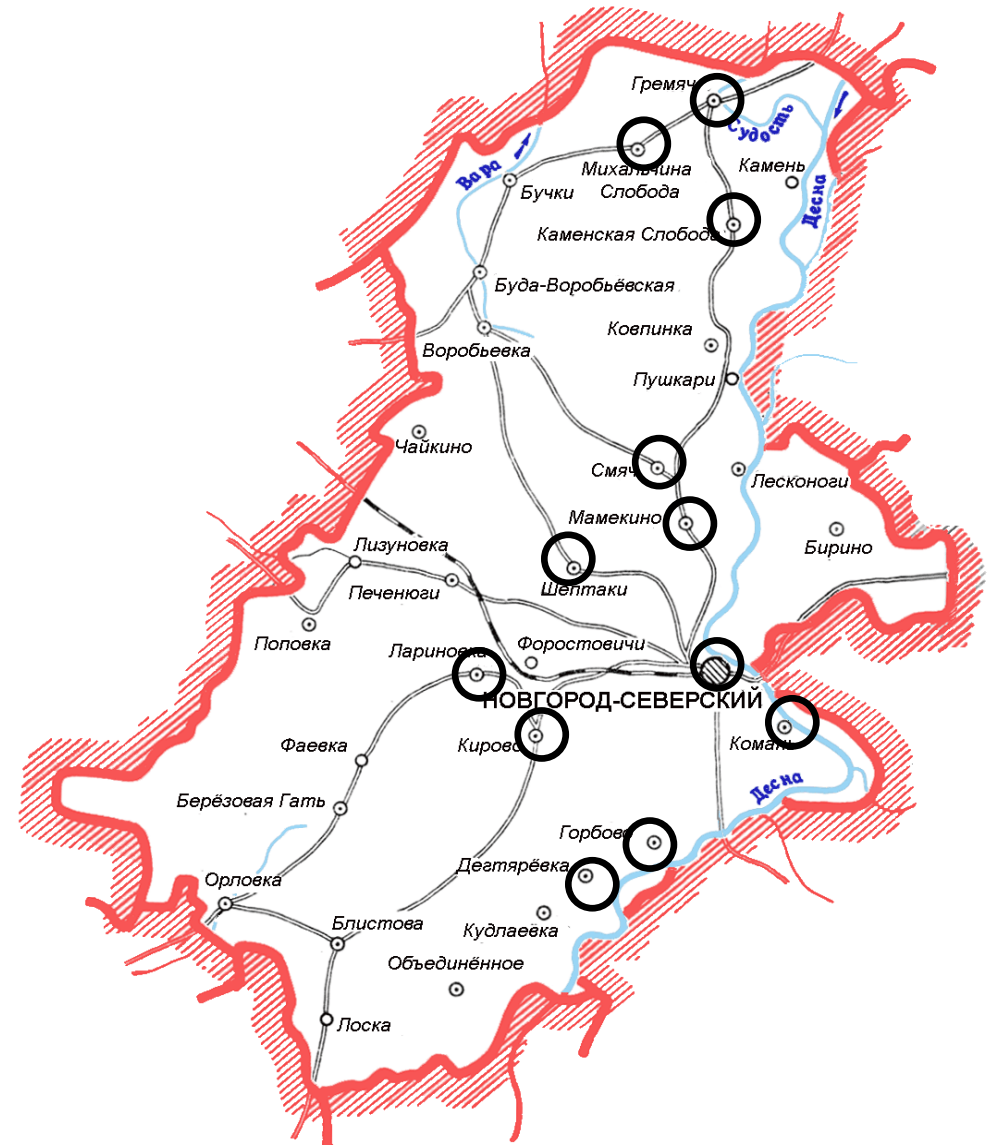 Гремяч
Судость
Десна
Михальчина
Слобода
Камень
Вара
Бучки
Каменская Слобода
Буда-Воробьёвская
Ковпинка
Воробьевка
Пушкари
Чайкино
Смяч
Лесконоги
Мамекино
Бирино
Лизуновка
Печенюги
Шептаки
Поповка
Лариновка
Форостовичи
НОВГОРОД-СЕВЕРСКИЙ
Фаевка
Кирово
Комань
Десна
Берёзовая Гать
Горбово
Дегтярёвка
Орловка
Блистова
Кудлаевка
Объединённое
Лоска